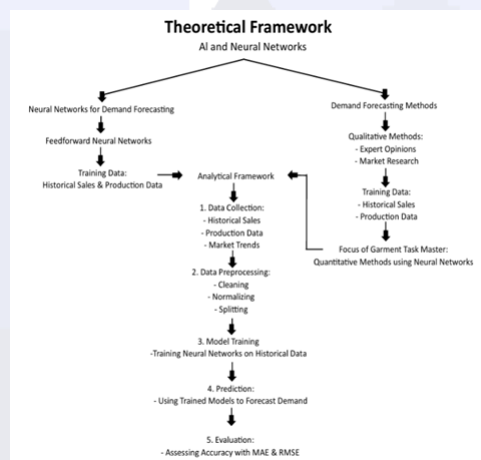 Theoretical Framework
AI and Neural Networks
Neural Networks for Demand Forecasting
Feedforward Neural Networks
Training Data:
Historical Sales & Production Data
Demand Forecasting Methods
Qualitative Methods:
- Expert Opinions
- Market Research
Training Data:
- Historical Sales
- Production Data
Focus of Garment Task Master:
Quantitative Methods using Neural Networks
Analytical Framework
1. Data Collection:
- Historical Sales
- Production Data
- Market Trends
2. Data Preprocessing:
- Cleaning
- Normalizing
- Splitting
3. Model Training
-Training Neural Networks on Historical Data
4. Prediction:
- Using Trained Models to Forecast Demand
5. Evaluation:
- Assessing Accuracy with MAE & RMSE